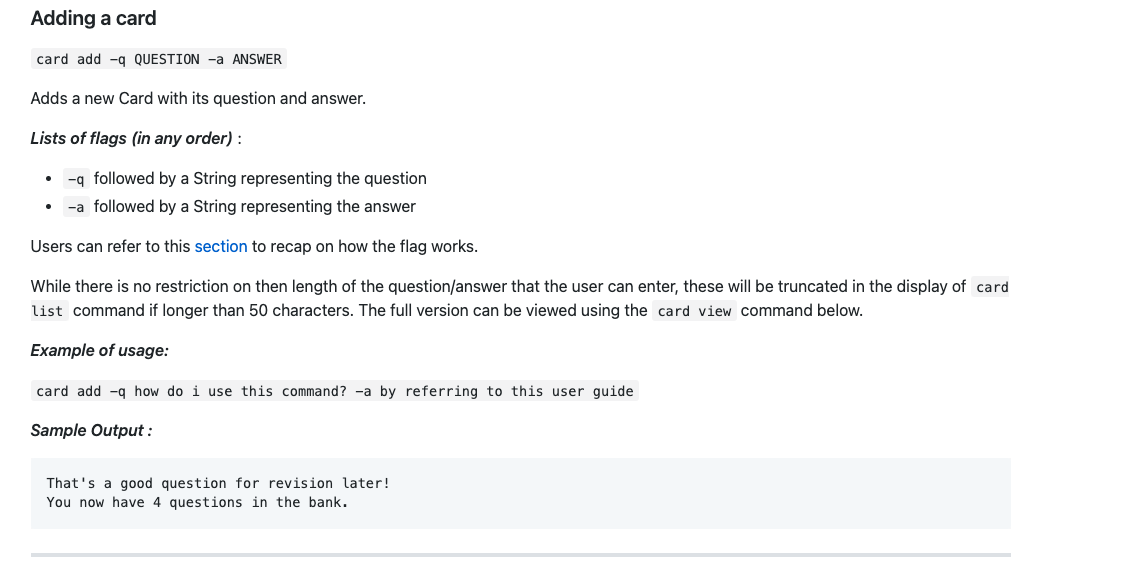 Adding a card
card add -q QUESTION -a ANSWER
Adds a new Card with its question and answer.
Lists of flags (in any order) :
• -q followed by a String representing the question
• -a followed by a String representing the answer
Users can refer to this section to recap on how the flag works.
While there is no restriction on then length of the question/answer that the user can enter, these will be truncated in the display of card
list command if longer than 50 characters. The full version can be viewed using the card view command below.
Example of usage:
card add -q how do i use this command? -a by referring to this user guide
Sample Output :
That's a good question for revision later!
You now have 4 questions in the bank.